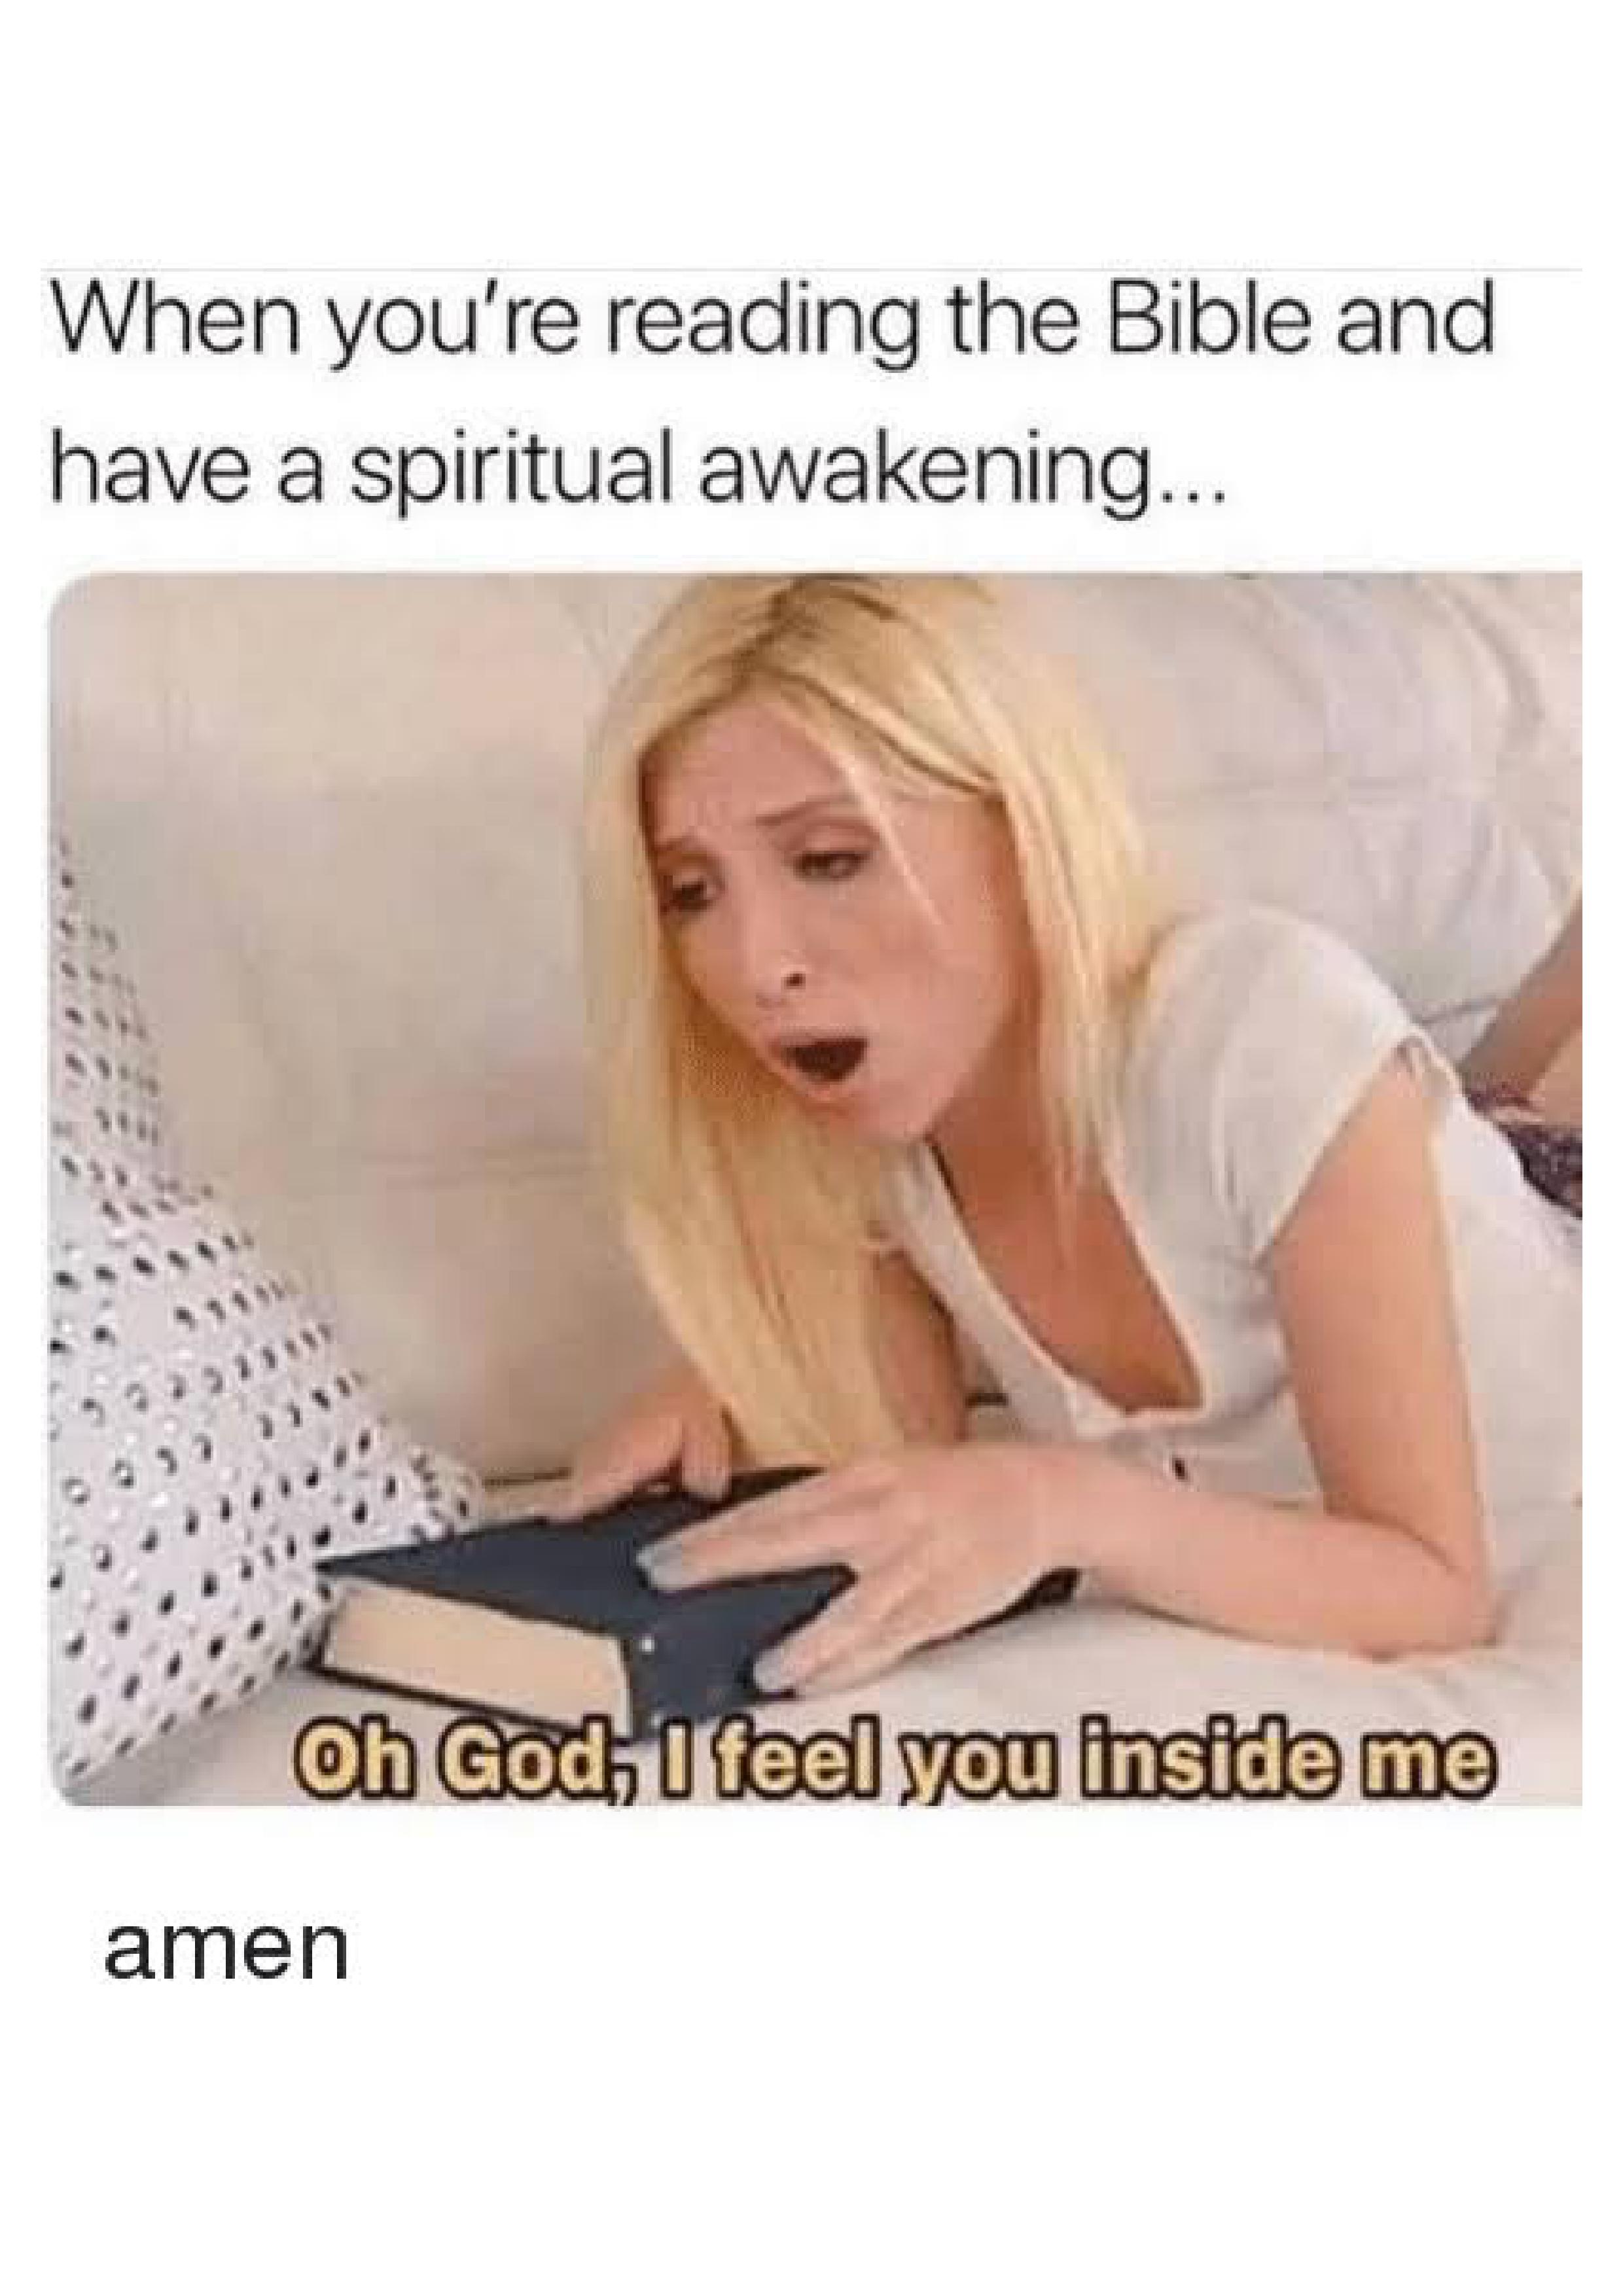 When you’re reading the Bible and
have a spiritual awakening...
Oh God, I feel you inside me
amen